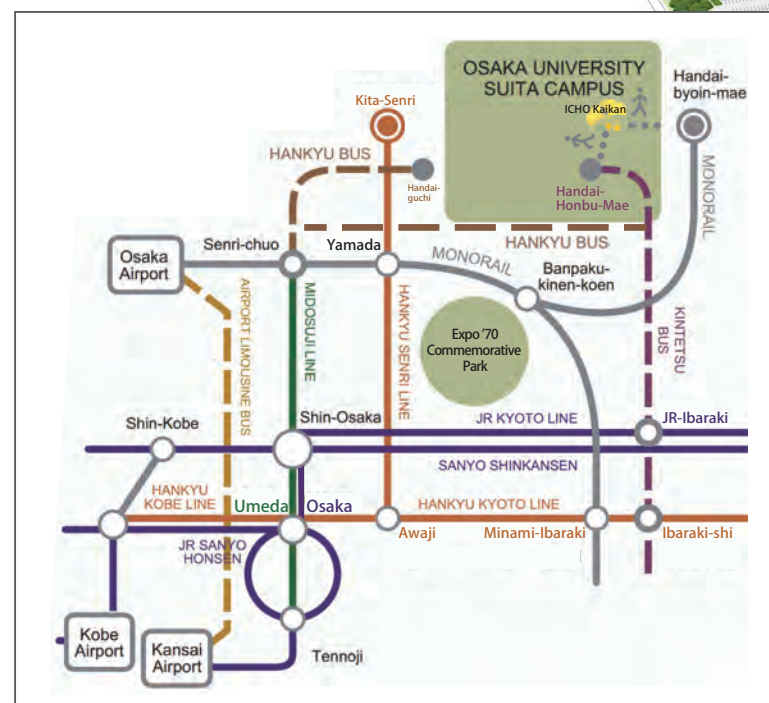 OSAKA UNIVERSITY
SUITA CAMPUS
Handai-
byoin-mae
Kita-Senri
ICHO Kaikan
HANKYU BUS
Handai-
guchi
Handai-
Honbu-Mae
MONORAIL
Senri-chuo
Yamada
HANKYU BUS
Osaka
Airport
MONORAIL
Banpaku-
kinen-koen
AIRPORT LIMOUSINE BUS
MIDOSUJI LINE
HANKYU SENRI LINE
KINTETSU
BUS
Expo '70
Commemorative
Park
Shin-Kobe
Shin-Osaka
JR KYOTO LINE
JR-Ibaraki
SANYO SHINKANSEN
HANKYU
KOBE LINE
Umeda
Osaka
HANKYU KYOTO LINE
Awaji
Minami-Ibaraki
Ibaraki-shi
JR SANYO
HONSEN
Kobe
Airport
Kansai
Airport
Tennoji